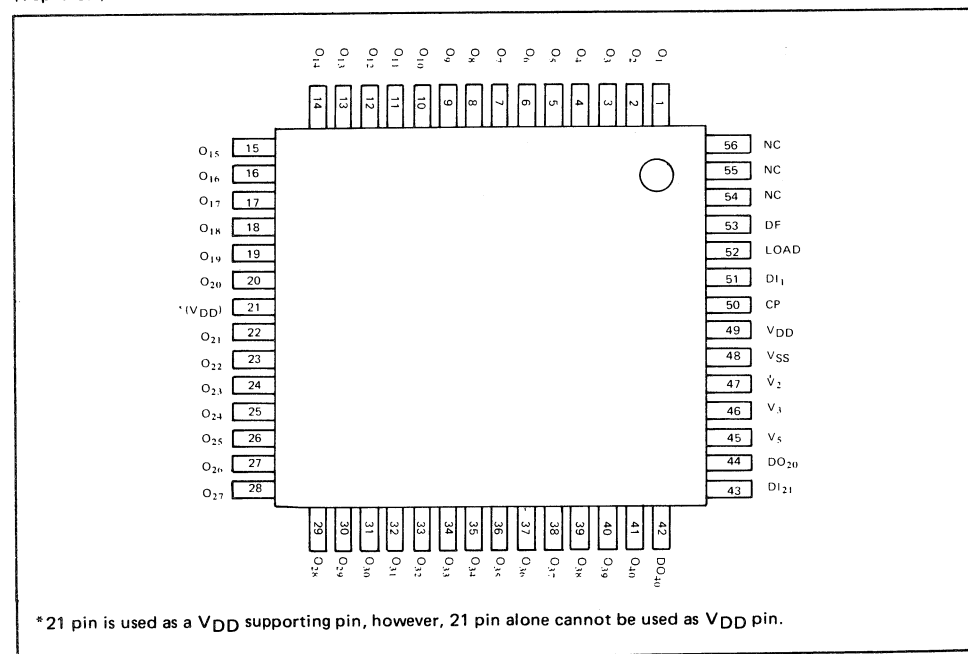 O₁₄ O₁₃ O₁₂ O₁₁ O₁₀ O₉ O₈ O₇ O₆ O₅ O₄ O₃ O₂ O₁
14 13 12 11 10 9 8 7 6 5 4 3 2 1
O₁₅ 15
O₁₆ 16
O₁₇ 17
O₁₈ 18
O₁₉ 19
O₂₀ 20
*(VDD) 21
O₂₁ 22
O₂₂ 23
O₂₃ 24
O₂₄ 25
O₂₅ 26
O₂₆ 27
O₂₇ 28
56 NC
55 NC
54 NC
53 DF
52 LOAD
51 DI₁
50 CP
49 VDD
48 VSS
47 V₂
46 V₃
45 V₅
44 DO₂₀
43 DI₂₁
29 30 31 32 33 34 35 36 37 38 39 40 41 42
O₂₈ O₂₉ O₃₀ O₃₁ O₃₂ O₃₃ O₃₄ O₃₅ O₃₆ O₃₇ O₃₈ O₃₉ O₄₀ DO₄₀
*21 pin is used as a VDD supporting pin, however, 21 pin alone cannot be used as VDD pin.